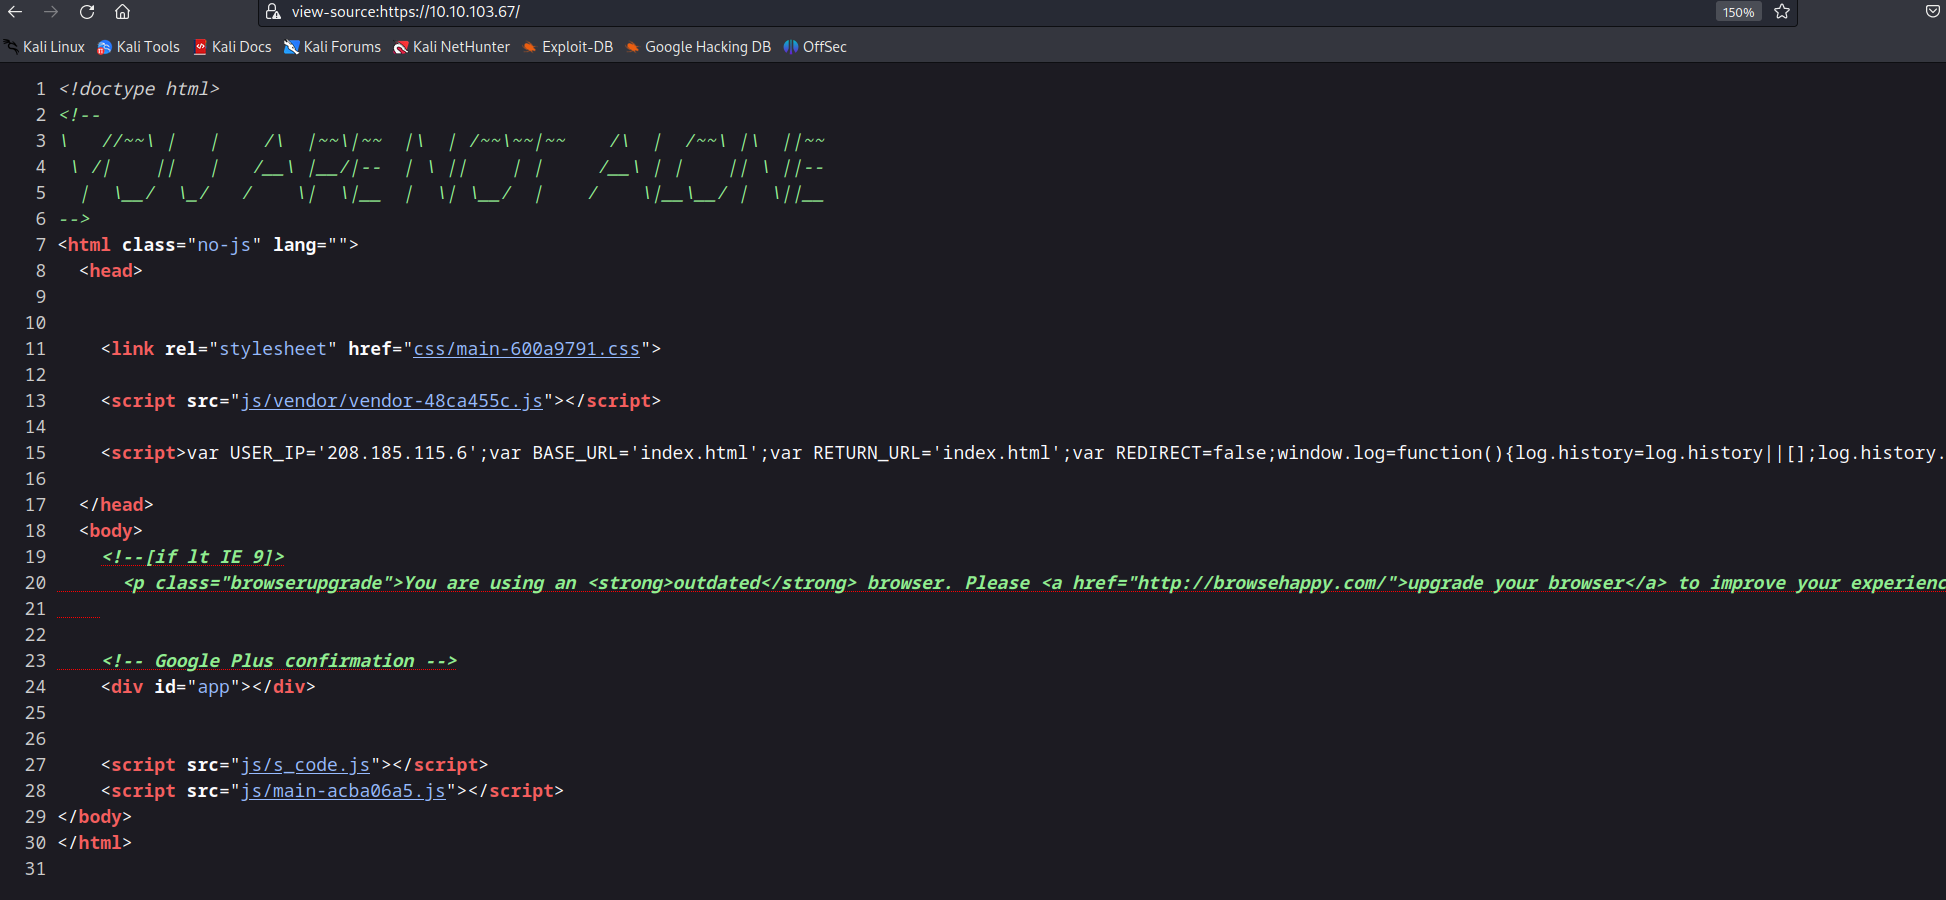 view-source:https://10.10.103.67/ 150%
Kali Linux Kali Tools Kali Docs Kali Forums Kali NetHunter Exploit-DB Google Hacking DB OffSec
1 <!doctype html>
2 <!--
3 \   //~~\ |   |    /\  |~~\|~~  |\  | /~~\~~|~~    /\  |  /~~\ |\  ||~~
4  \ /|    ||   |   /__\ |__/|--  | \ ||    | |     /__\ | |    || \ ||--
5   |  \__/  \_/   /    \|  \|__  |  \| \__/  |    /    \|__\__/ |  \||__
6 -->
7 <html class="no-js" lang="">
8   <head>
9
10
11     <link rel="stylesheet" href="css/main-600a9791.css">
12
13     <script src="js/vendor/vendor-48ca455c.js"></script>
14
15     <script>var USER_IP='208.185.115.6';var BASE_URL='index.html';var RETURN_URL='index.html';var REDIRECT=false;window.log=function(){log.history=log.history||[];log.history.
16
17   </head>
18   <body>
19     <!--[if lt IE 9]>
20       <p class="browserupgrade">You are using an <strong>outdated</strong> browser. Please <a href="http://browsehappy.com/">upgrade your browser</a> to improve your experienc
21
22
23     <!-- Google Plus confirmation -->
24     <div id="app"></div>
25
26
27     <script src="js/s_code.js"></script>
28     <script src="js/main-acba06a5.js"></script>
29 </body>
30 </html>
31